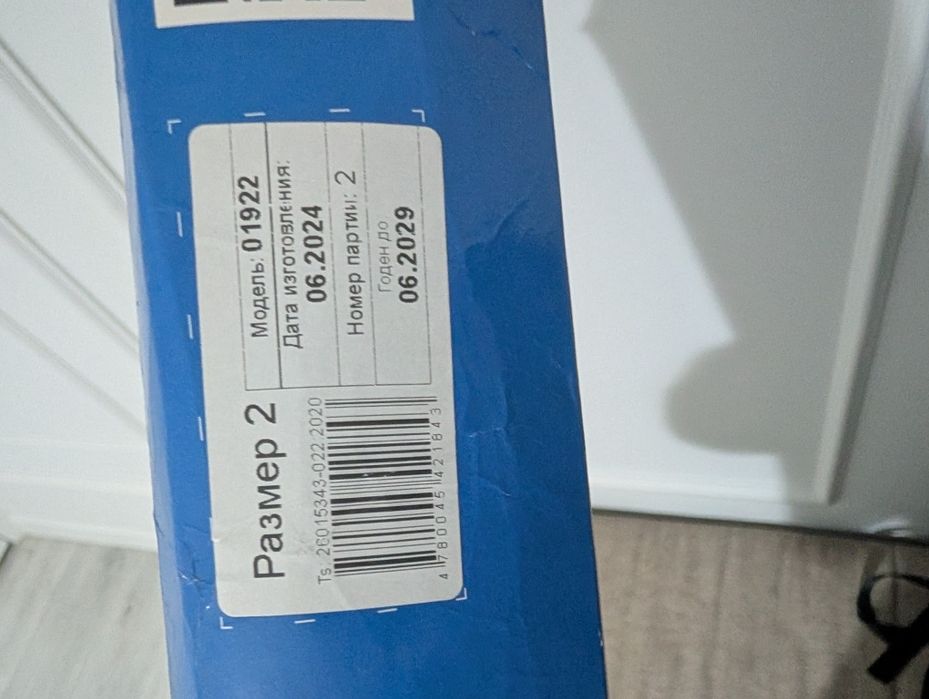 Размер 2
Ts. 26015343-022:2020
4 780045 421843
Модель: 01922
Дата изготовления:
06.2024
Номер партии: 2
Годен до
06.2029